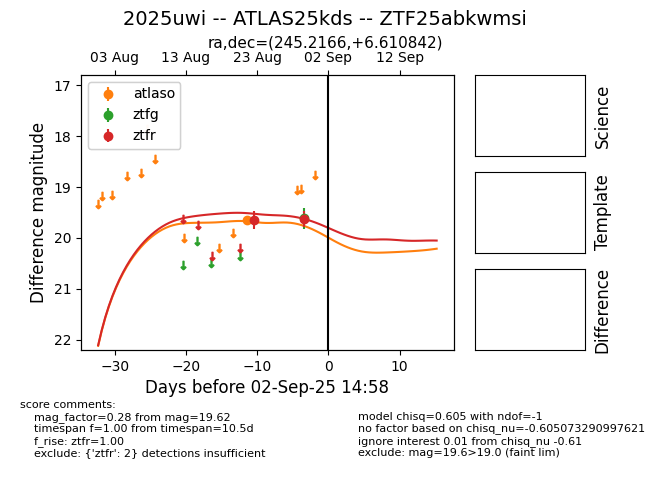 2025uwi -- ATLAS25kds -- ZTF25abkwmsi
ra,dec=(245.2166,+6.610842)
03 Aug 13 Aug 23 Aug 02 Sep 12 Sep
atlaso
ztfg
ztfr
17
18
19
20
21
22
Difference magnitude
−30 −20 −10 0 10
Days before 02-Sep-25 14:58
Science
Template
Difference
score comments:
mag_factor=0.28 from mag=19.62
timespan f=1.00 from timespan=10.5d
f_rise: ztfr=1.00
exclude: {'ztfr': 2} detections insufficient
model chisq=0.605 with ndof=-1
no factor based on chisq_nu=-0.605073290997621
ignore interest 0.01 from chisq_nu -0.61
exclude: mag=19.6>19.0 (faint lim)